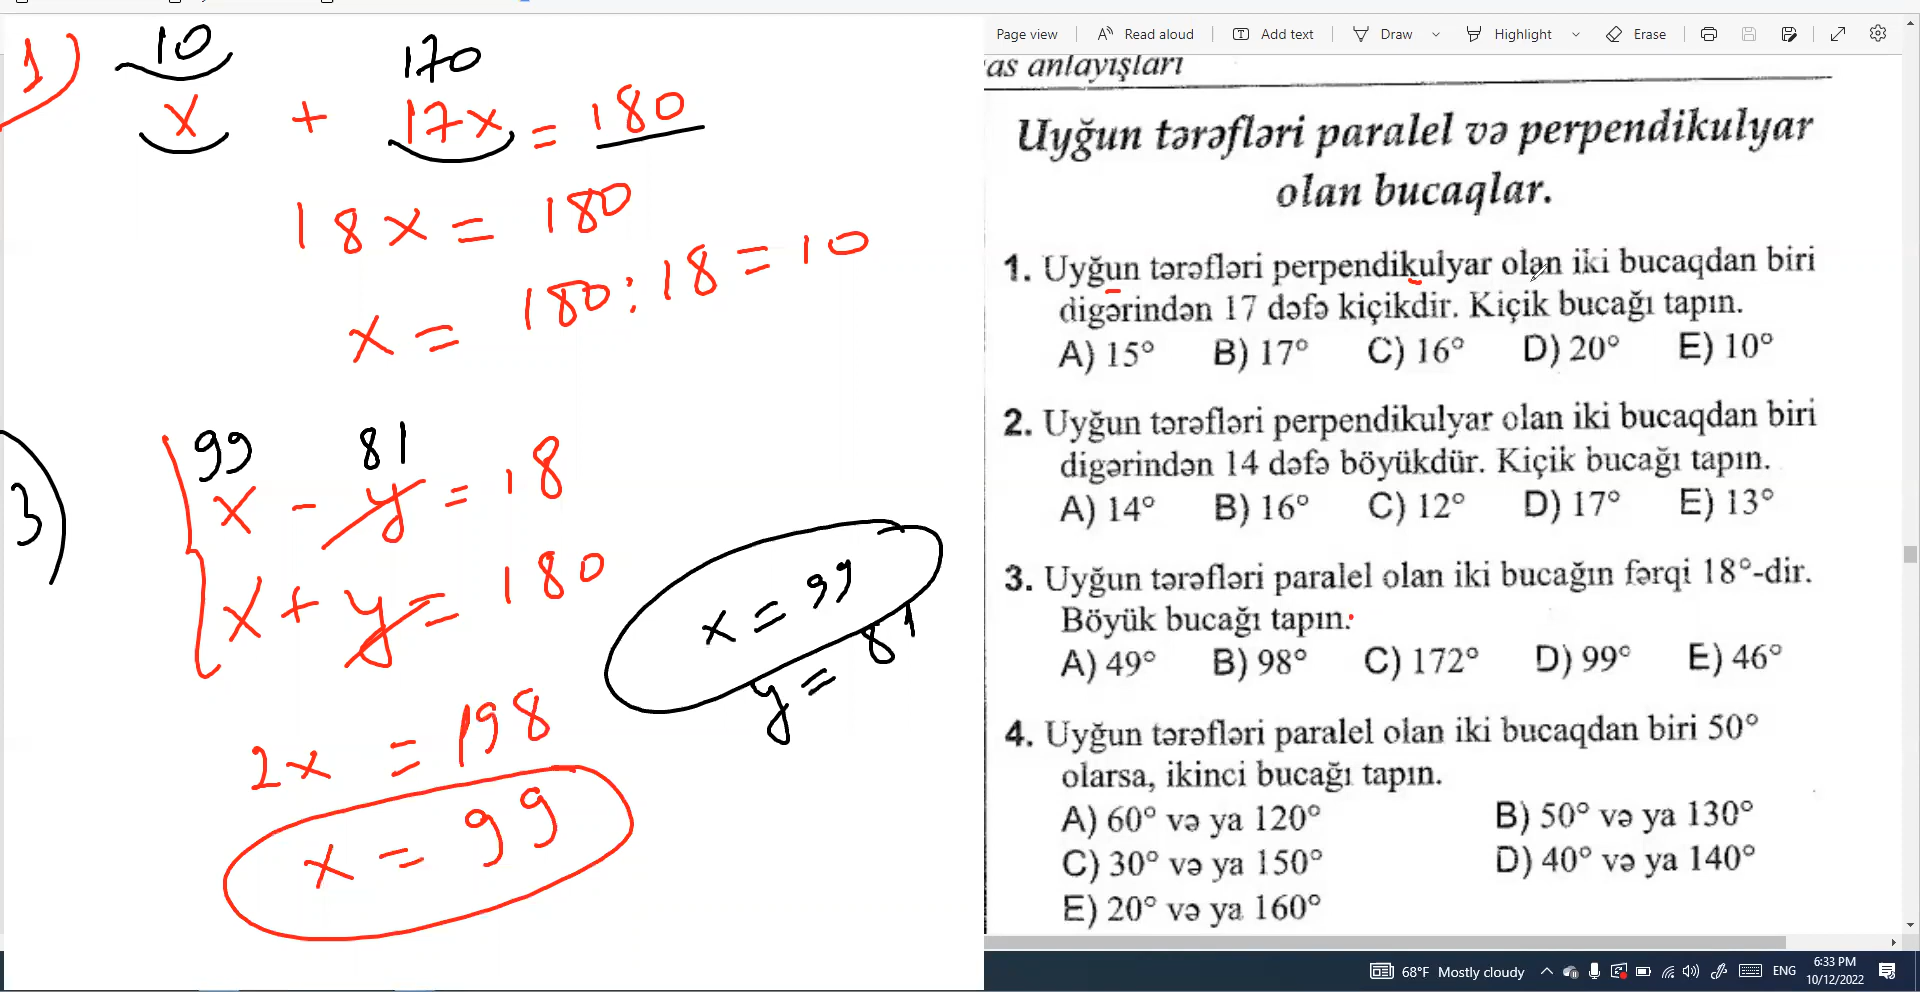 1)
10 170
x + 17x = 180
18x = 180
x = 180 : 18 = 10
3
99 81
x - y = 18
x + y = 180
2x = 198
x = 99
x = 99
y = 81
Page view Read aloud Add text Draw Highlight Erase
as anlayışları
Uyğun tərəfləri paralel və perpendikulyar
olan bucaqlar.
1. Uyğun tərəfləri perpendikulyar olan iki bucaqdan biri
digərindən 17 dəfə kiçikdir. Kiçik bucağı tapın.
A) 15° B) 17° C) 16° D) 20° E) 10°
2. Uyğun tərəfləri perpendikulyar olan iki bucaqdan biri
digərindən 14 dəfə böyükdür. Kiçik bucağı tapın.
A) 14° B) 16° C) 12° D) 17° E) 13°
3. Uyğun tərəfləri paralel olan iki bucağın fərqi 18°-dir.
Böyük bucağı tapın.
A) 49° B) 98° C) 172° D) 99° E) 46°
4. Uyğun tərəfləri paralel olan iki bucaqdan biri 50°
olarsa, ikinci bucağı tapın.
A) 60° və ya 120° B) 50° və ya 130°
C) 30° və ya 150° D) 40° və ya 140°
E) 20° və ya 160°
68°F Mostly cloudy ENG 6:33 PM
10/12/2022